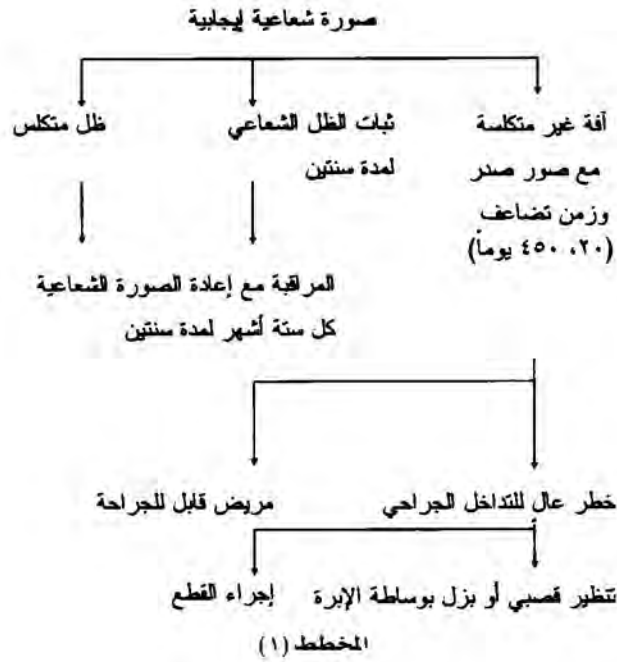 صورة شعاعية إيجابية
آفة غير متكلسة
مع صور صدر
وزمن تضاعف
(٢٠، ٤٥٠ يوماً)
ثبات الظل الشعاعي
لمدة سنتين
ظل متكلس
المراقبة مع إعادة الصورة الشعاعية
كل ستة أشهر لمدة سنتين
خطر عال للتداخل الجراحي
مريض قابل للجراحة
تنظير قصبي أو بزل بوساطة الإبرة
إجراء القطع
المخطط (١)